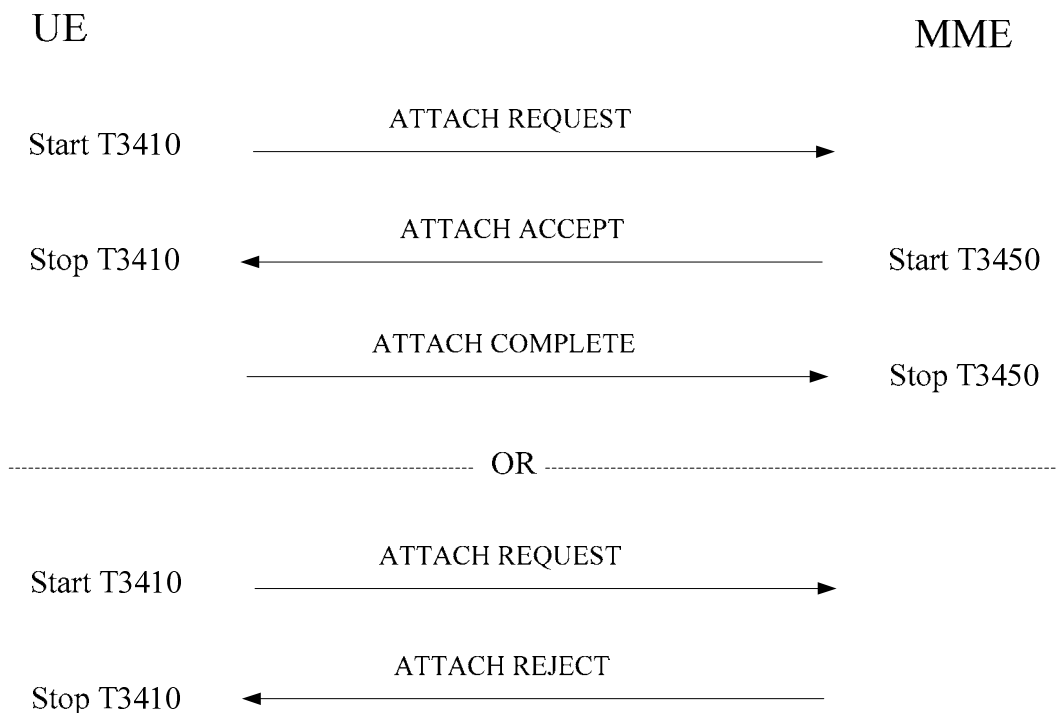 UE
MME
ATTACH REQUEST
Start T3410
ATTACH ACCEPT
Stop T3410
Start T3450
ATTACH COMPLETE
Stop T3450
OR
ATTACH REQUEST
Start T3410
ATTACH REJECT
Stop T3410